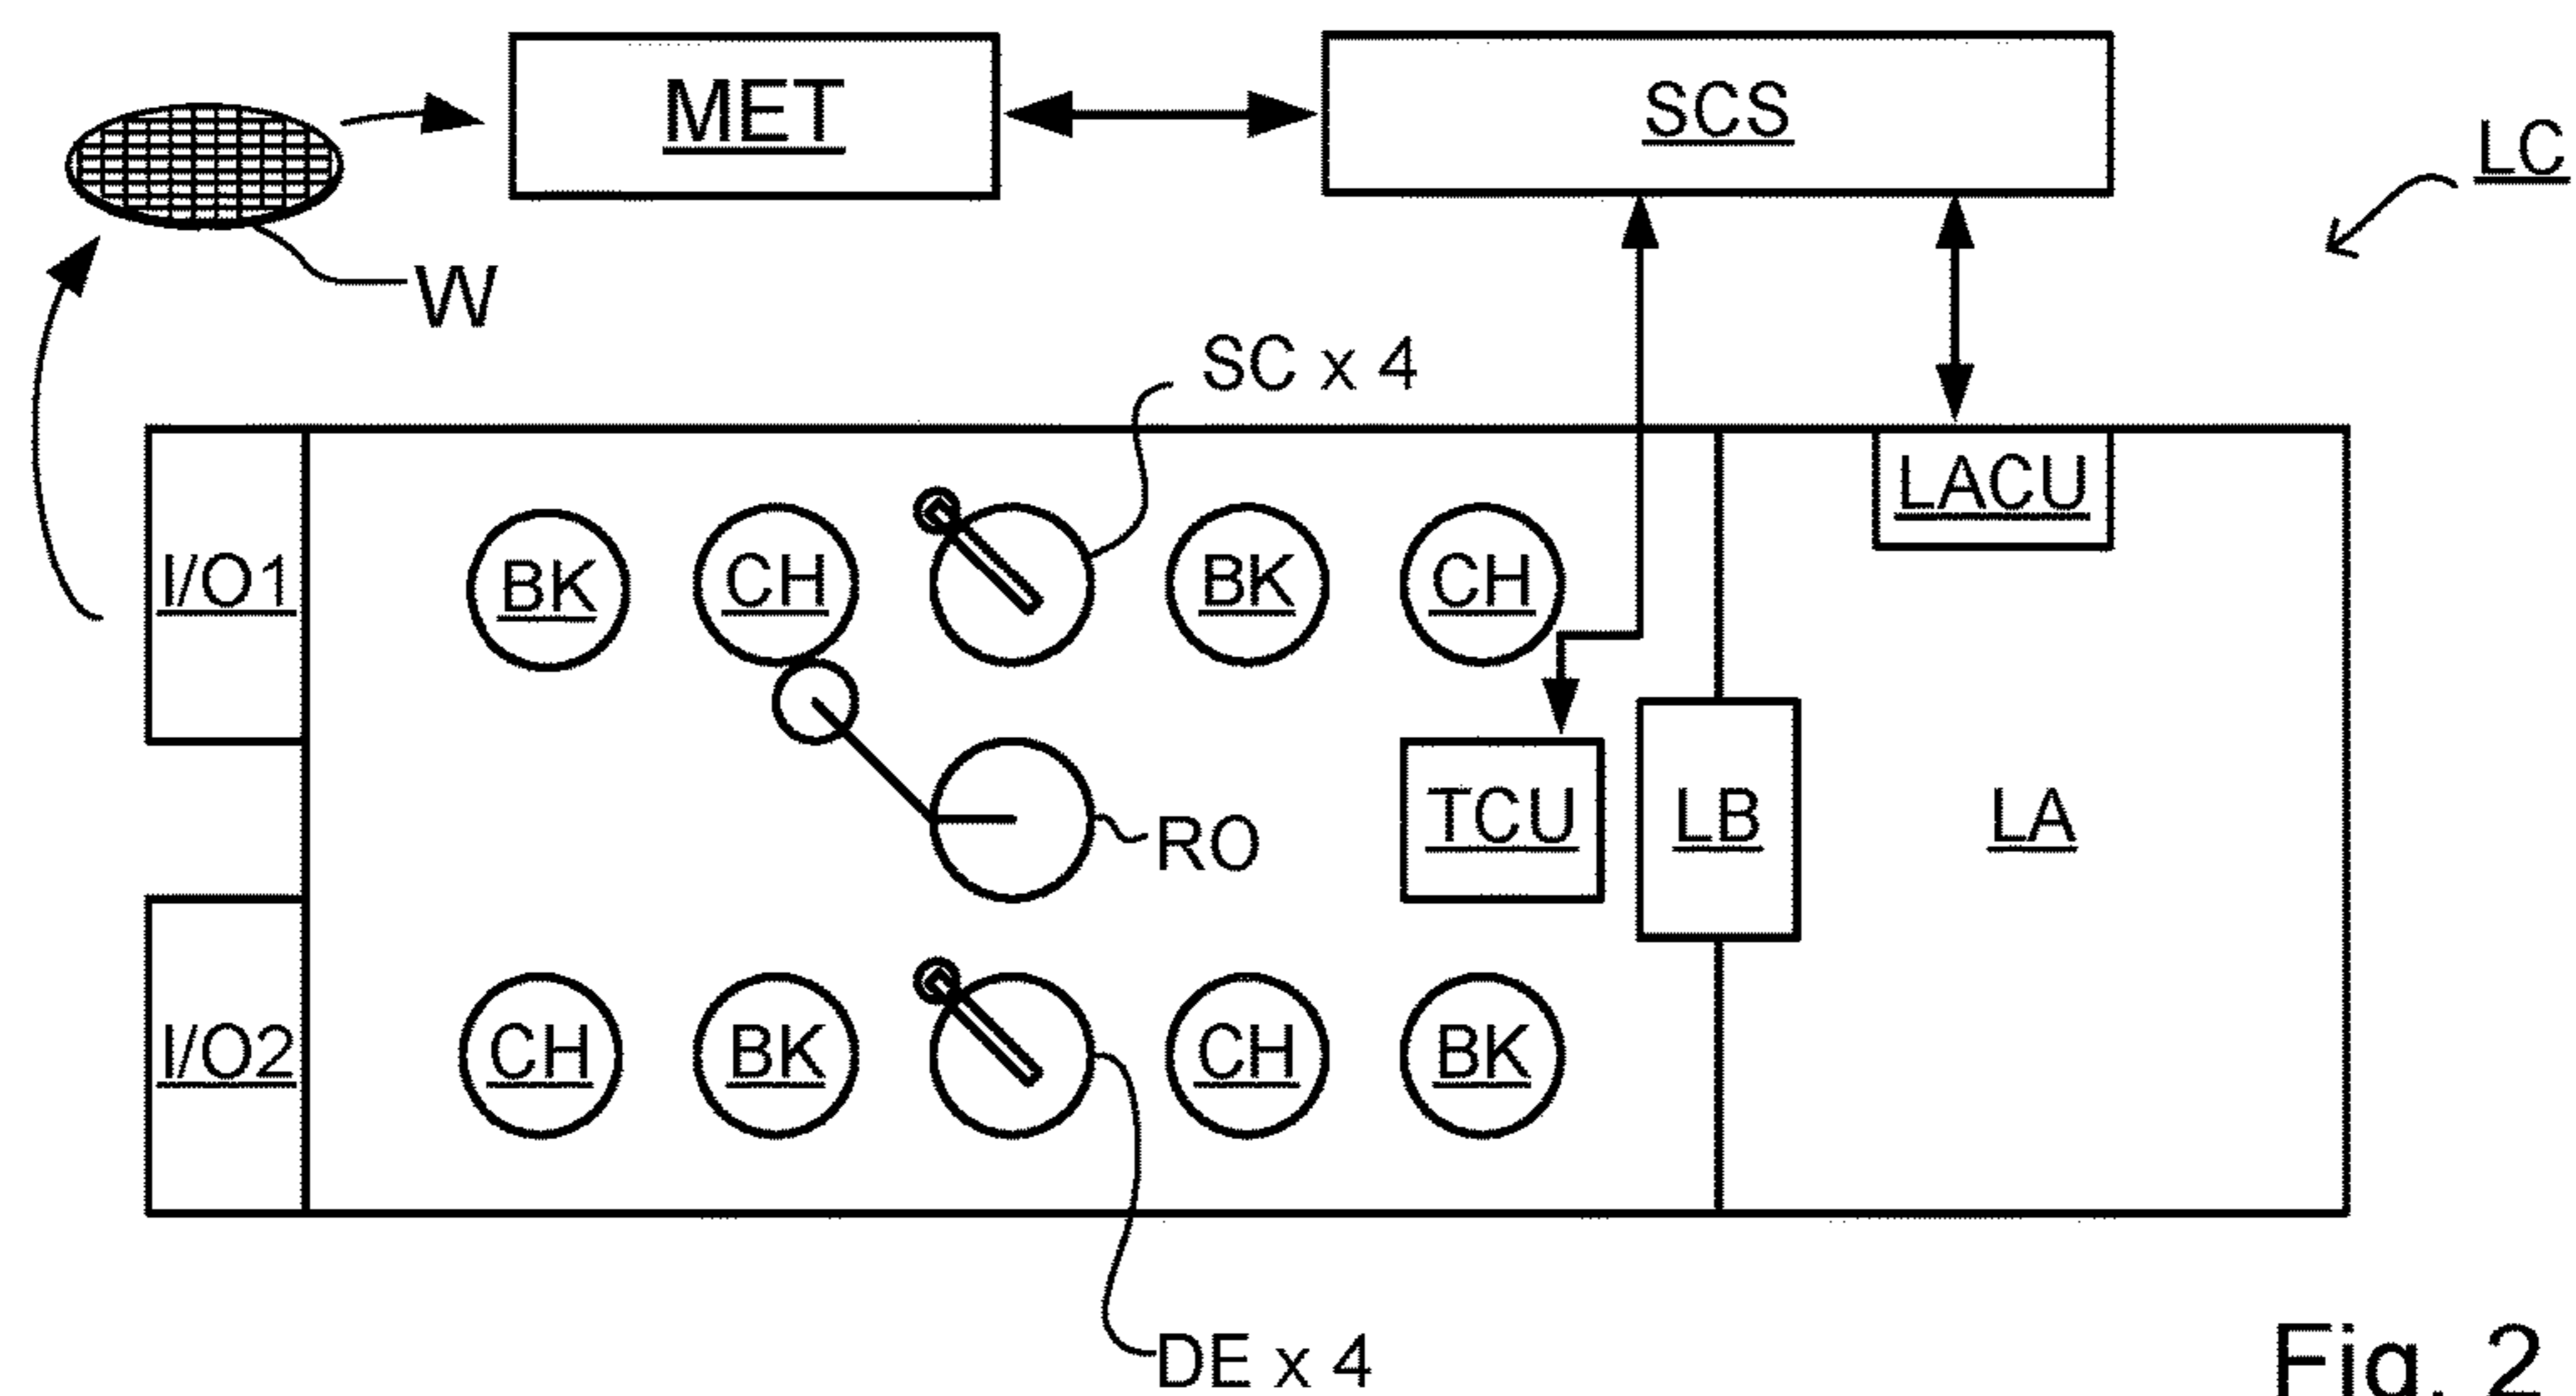 MET
SCS
LC
W
SC x 4
LACU
I/O1
BK
CH
BK
CH
RO
TCU
LB
LA
I/O2
CH
BK
CH
BK
DE x 4
Fig. 2